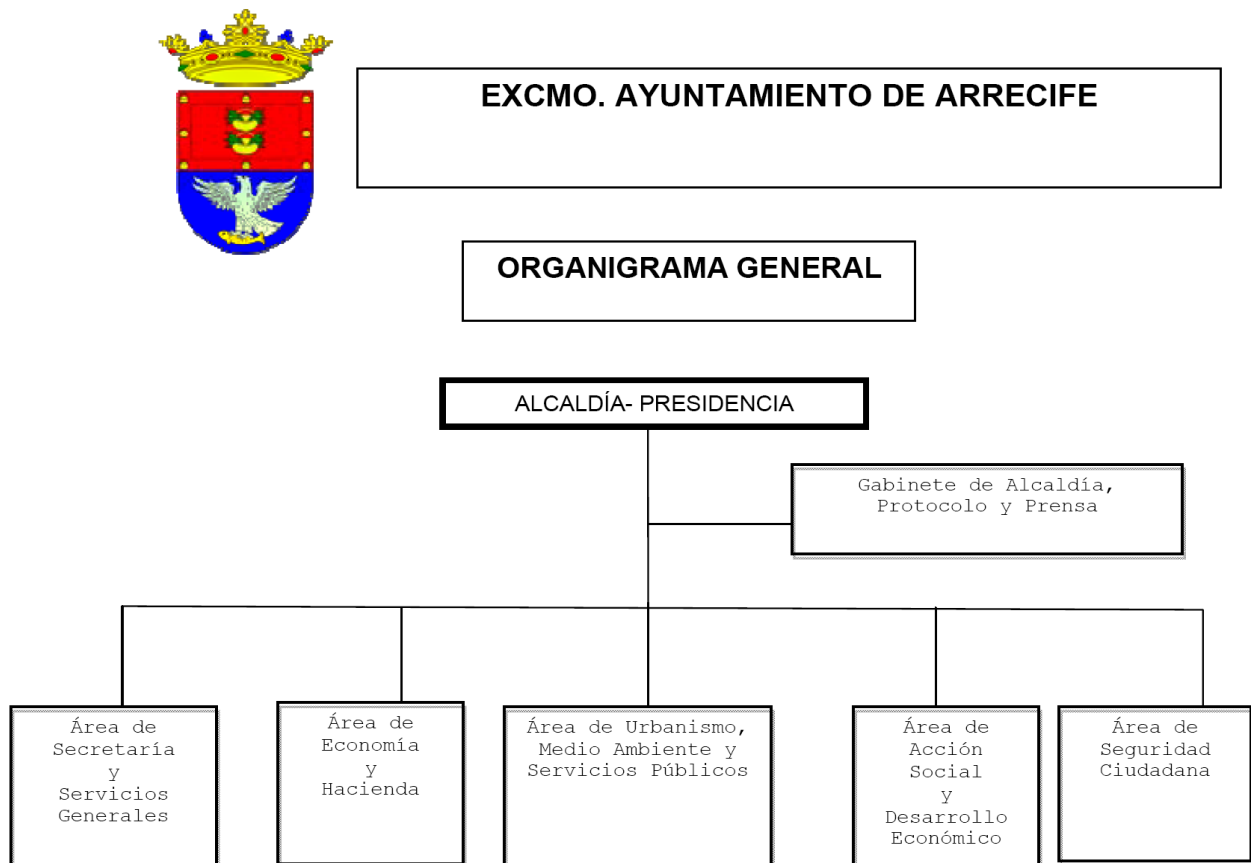 EXCMO. AYUNTAMIENTO DE ARRECIFE
ORGANIGRAMA GENERAL
ALCALDÍA- PRESIDENCIA
Gabinete de Alcaldía,
Protocolo y Prensa
Área de
Secretaría
y
Servicios
Generales
Área de
Economía
y
Hacienda
Área de Urbanismo,
Medio Ambiente y
Servicios Públicos
Área de
Acción
Social
y
Desarrollo
Económico
Área de
Seguridad
Ciudadana